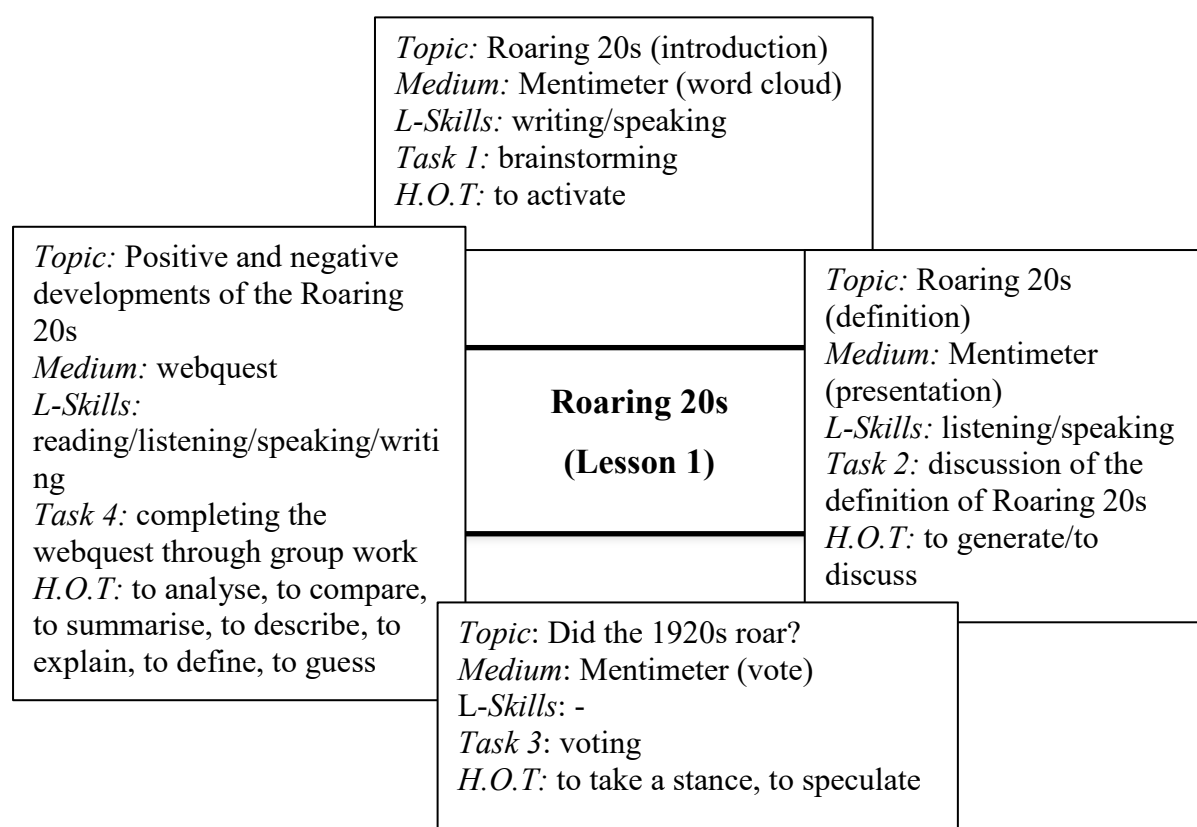 Topic: Roaring 20s (introduction)
Medium: Mentimeter (word cloud)
L-Skills: writing/speaking
Task 1: brainstorming
H.O.T: to activate
Topic: Positive and negative
developments of the Roaring
20s
Medium: webquest
L-Skills:
reading/listening/speaking/writi
ng
Task 4: completing the
webquest through group work
H.O.T: to analyse, to compare,
to summarise, to describe, to
explain, to define, to guess
Roaring 20s
(Lesson 1)
Topic: Roaring 20s
(definition)
Medium: Mentimeter
(presentation)
L-Skills: listening/speaking
Task 2: discussion of the
definition of Roaring 20s
H.O.T: to generate/to
discuss
Topic: Did the 1920s roar?
Medium: Mentimeter (vote)
L-Skills: -
Task 3: voting
H.O.T: to take a stance, to speculate